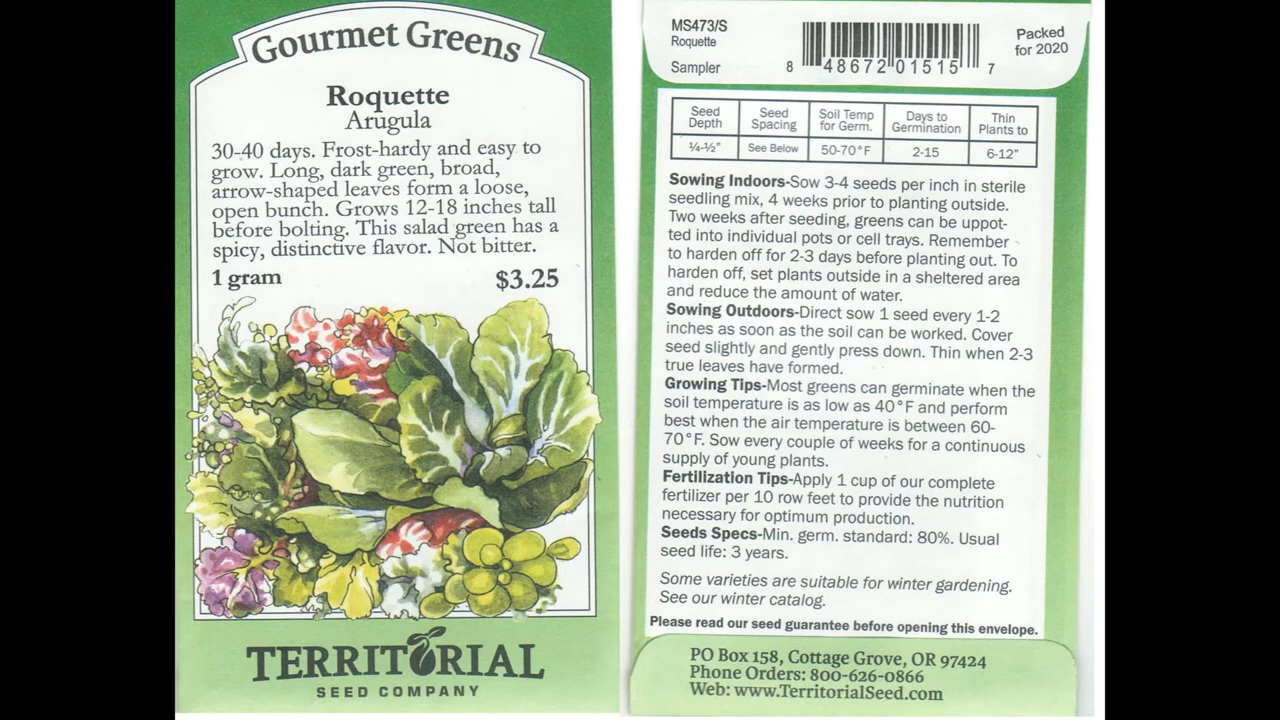 Gourmet Greens
Roquette
Arugula
30-40 days. Frost-hardy and easy to
grow. Long, dark green, broad,
arrow-shaped leaves form a loose,
open bunch. Grows 12-18 inches tall
before bolting. This salad green has a
spicy, distinctive flavor. Not bitter.
1 gram $3.25
TERRITORIAL
SEED COMPANY
MS473/S
Roquette
Sampler
8 48672 01515 7
Packed
for 2020
Seed Depth | Seed Spacing | Soil Temp for Germ. | Days to Germination | Thin Plants to
¼-½" | See Below | 50-70°F | 2-15 | 6-12"
Sowing Indoors-Sow 3-4 seeds per inch in sterile
seedling mix, 4 weeks prior to planting outside.
Two weeks after seeding, greens can be uppot-
ted into individual pots or cell trays. Remember
to harden off for 2-3 days before planting out. To
harden off, set plants outside in a sheltered area
and reduce the amount of water.
Sowing Outdoors-Direct sow 1 seed every 1-2
inches as soon as the soil can be worked. Cover
seed slightly and gently press down. Thin when 2-3
true leaves have formed.
Growing Tips-Most greens can germinate when the
soil temperature is as low as 40°F and perform
best when the air temperature is between 60-
70°F. Sow every couple of weeks for a continuous
supply of young plants.
Fertilization Tips-Apply 1 cup of our complete
fertilizer per 10 row feet to provide the nutrition
necessary for optimum production.
Seeds Specs-Min. germ. standard: 80%. Usual
seed life: 3 years.
Some varieties are suitable for winter gardening.
See our winter catalog.
Please read our seed guarantee before opening this envelope.
PO Box 158, Cottage Grove, OR 97424
Phone Orders: 800-626-0866
Web: www.TerritorialSeed.com